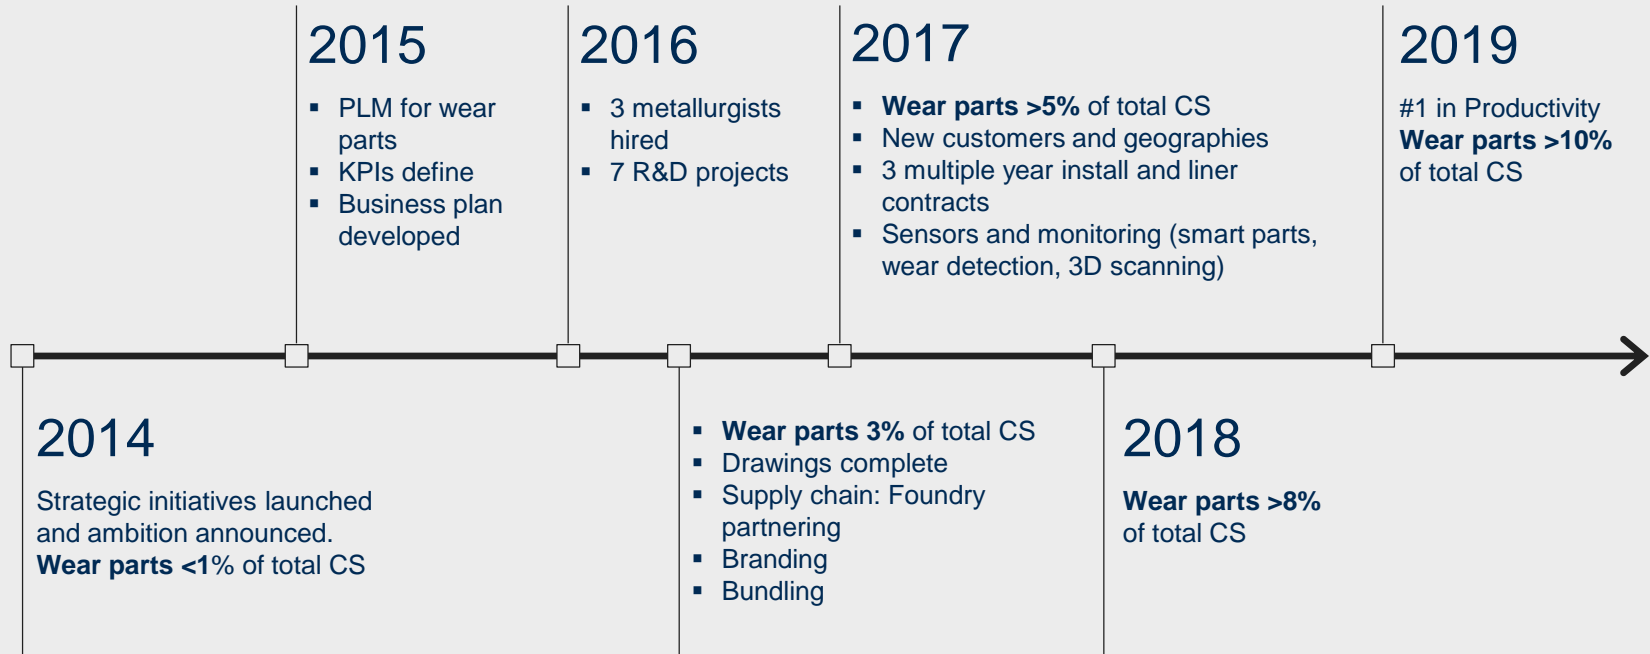 2015
▪ PLM for wear
parts
▪ KPIs define
▪ Business plan
developed
2016
▪ 3 metallurgists
hired
▪ 7 R&D projects
2017
▪ Wear parts >5% of total CS
▪ New customers and geographies
▪ 3 multiple year install and liner
contracts
▪ Sensors and monitoring (smart parts,
wear detection, 3D scanning)
2019
#1 in Productivity
Wear parts >10%
of total CS
2014
Strategic initiatives launched
and ambition announced.
Wear parts <1% of total CS
▪ Wear parts 3% of total CS
▪ Drawings complete
▪ Supply chain: Foundry
partnering
▪ Branding
▪ Bundling
2018
Wear parts >8%
of total CS